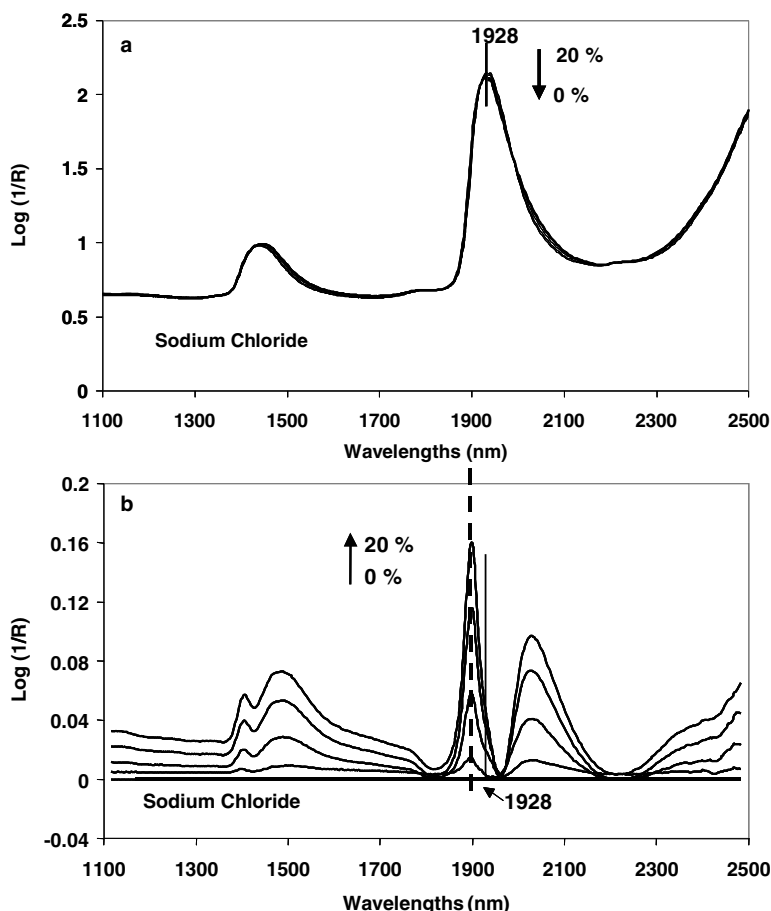 2.5
a
1928
20 %
0 %
2
1.5
1
0.5
0
Log (1/R)
Sodium Chloride
1100 1300 1500 1700 1900 2100 2300 2500
Wavelengths (nm)
0.2
b
0.16
20 %
0 %
0.12
0.08
0.04
0
-0.04
Log (1/R)
Sodium Chloride
1928
1100 1300 1500 1700 1900 2100 2300 2500
Wavelengths (nm)